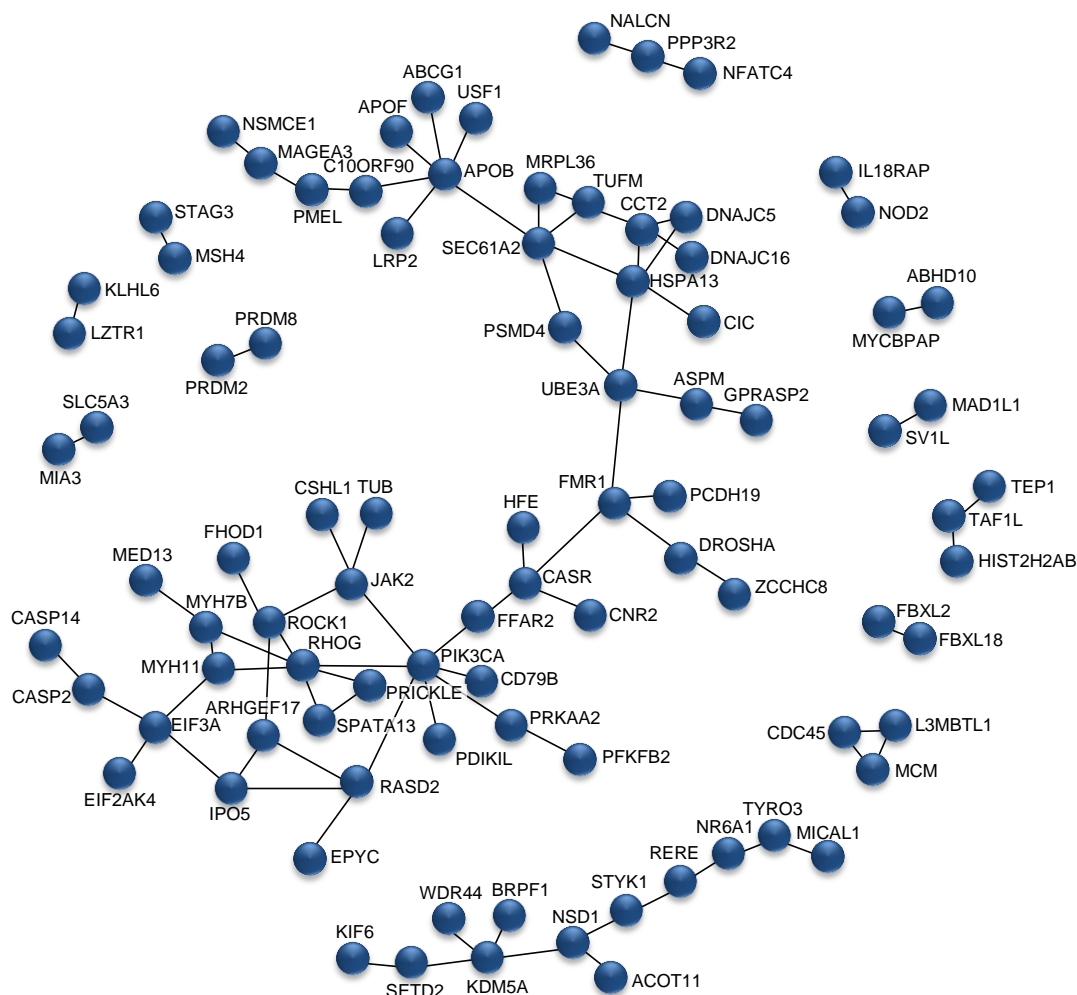 NALCN
PPP3R2
NFATC4
ABCG1
USF1
APOF
NSMCE1
MAGEA3
C10ORF90
APOB
MRPL36
TUFM
CCT2
DNAJC5
IL18RAP
NOD2
PMEL
STAG3
MSH4
LRP2
SEC61A2
DNAJC16
HSPA13
KLHL6
LZTR1
PRDM8
PRDM2
PSMD4
CIC
ABHD10
MYCBPAP
UBE3A
ASPM
GPRASP2
SLC5A3
MIA3
MAD1L1
SV1L
FMR1
PCDH19
TEP1
TAF1L
HIST2H2AB
CSHL1
TUB
HFE
FHOD1
DROSHA
MED13
JAK2
CASR
ZCCHC8
MYH7B
CASP14
ROCK1
RHOG
FFAR2
CNR2
FBXL2
FBXL18
MYH11
PIK3CA
CD79B
PRICKLE
CASP2
ARHGEF17
EIF3A
SPATA13
PRKAA2
PDIKIL
PFKFB2
CDC45
L3MBTL1
MCM
EIF2AK4
IPO5
RASD2
EPYC
TYRO3
NR6A1
MICAL1
RERE
STYK1
WDR44
BRPF1
NSD1
KIF6
SETD2
KDM5A
ACOT11